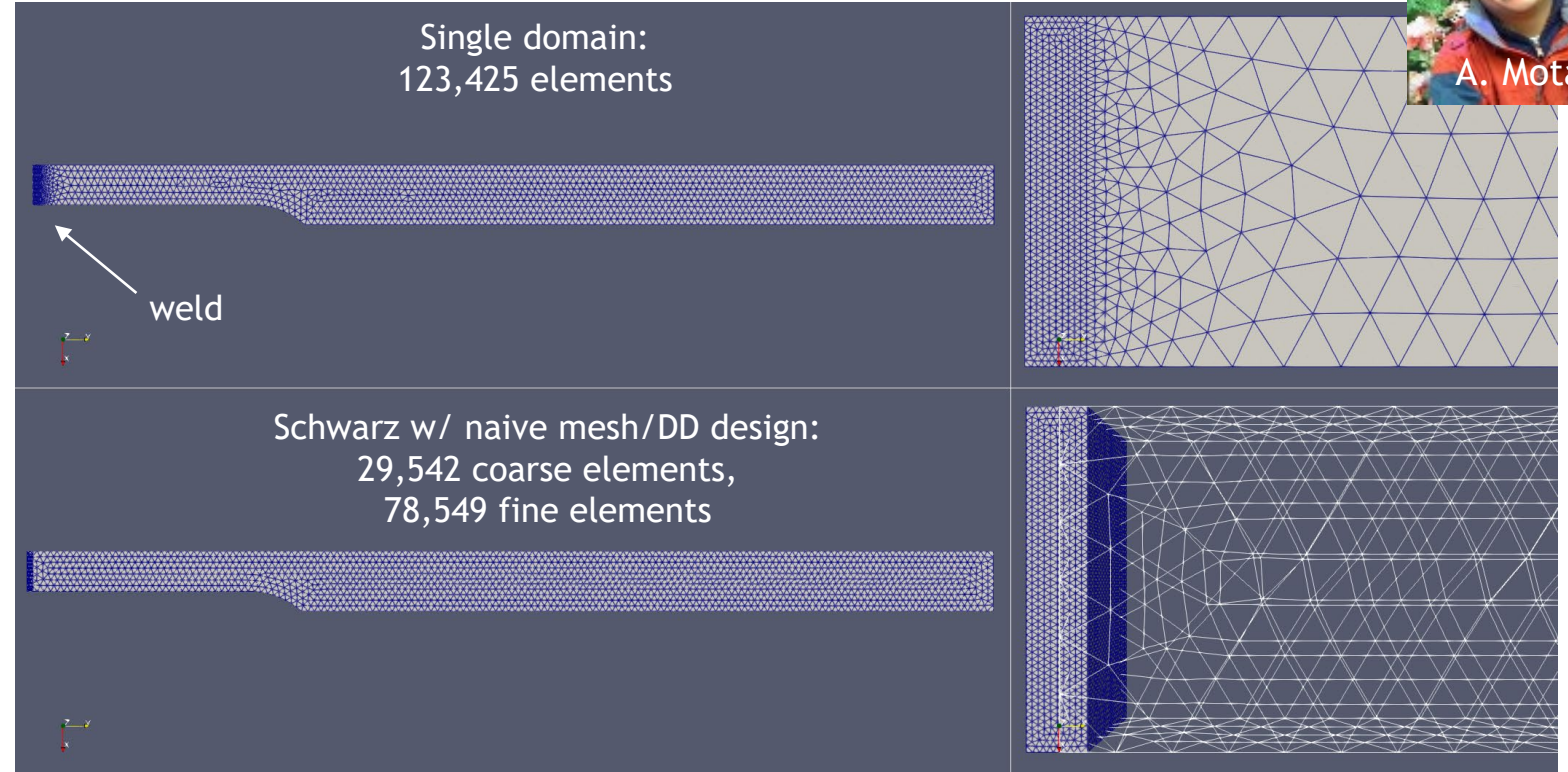 Single domain:
123,425 elements
A. Mota
weld
Z Y
X
Schwarz w/ naive mesh/DD design:
29,542 coarse elements,
78,549 fine elements
Z Y
X